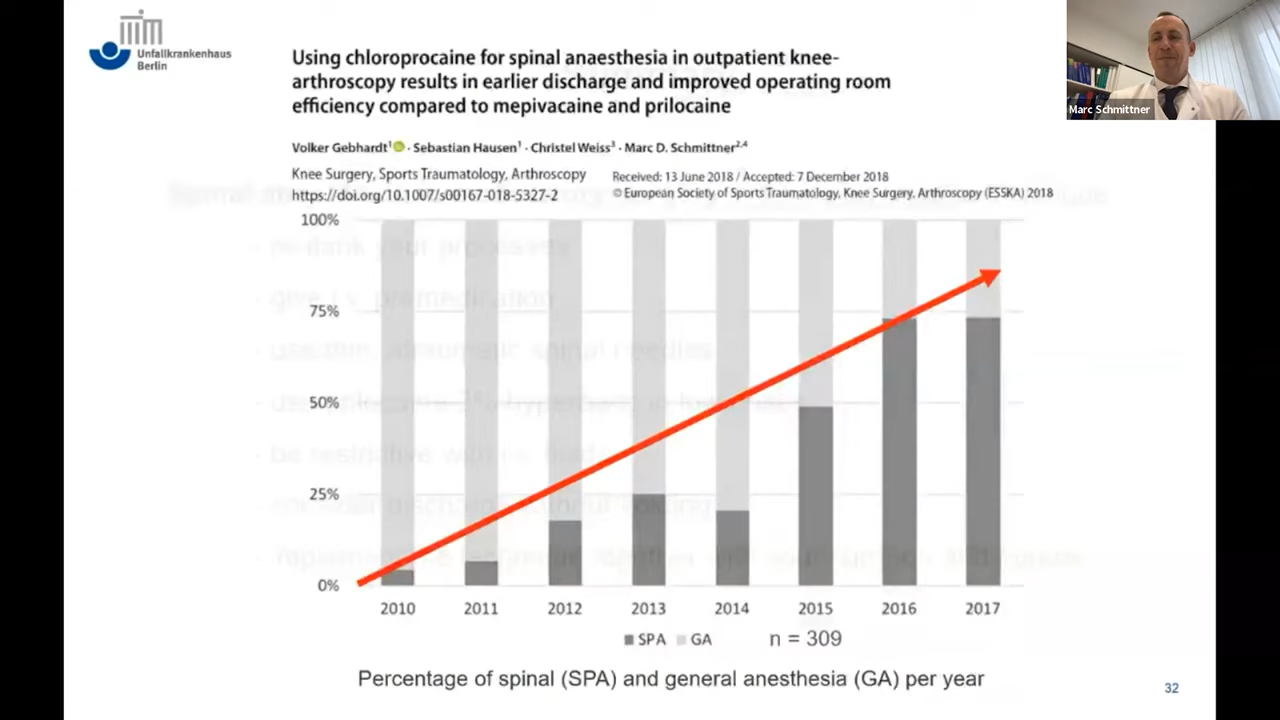 Unfallkrankenhaus
Berlin
Using chloroprocaine for spinal anaesthesia in outpatient knee-
arthroscopy results in earlier discharge and improved operating room
efficiency compared to mepivacaine and prilocaine
Marc Schmittner
Volker Gebhardt¹ · Sebastian Hausen¹ · Christel Weiss³ · Marc D. Schmittner²,⁴
Knee Surgery, Sports Traumatology, Arthroscopy
https://doi.org/10.1007/s00167-018-5327-2
Received: 13 June 2018 / Accepted: 7 December 2018
© European Society of Sports Traumatology, Knee Surgery, Arthroscopy (ESSKA) 2018
100%
75%
50%
25%
0%
2010 2011 2012 2013 2014 2015 2016 2017
SPA GA n = 309
Percentage of spinal (SPA) and general anesthesia (GA) per year
32